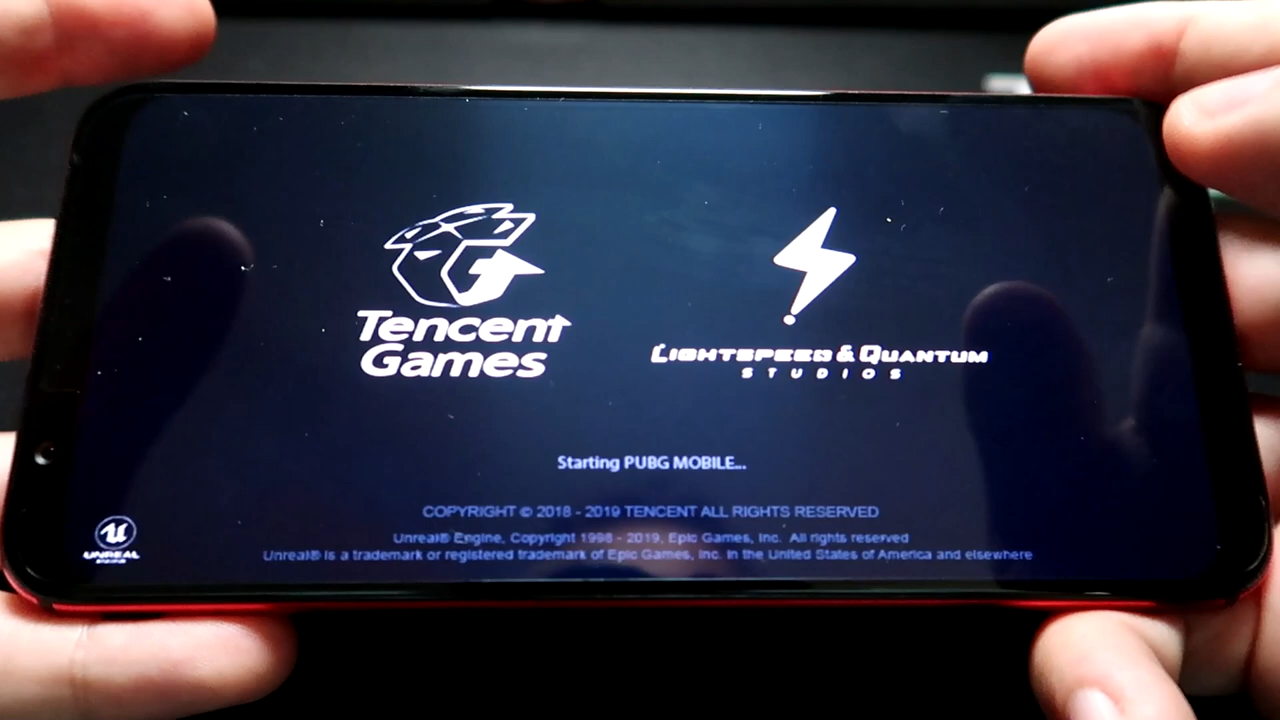 Tencent
Games
LIGHTSPEED & QUANTUM
STUDIOS
Starting PUBG MOBILE...
COPYRIGHT © 2018 - 2019 TENCENT ALL RIGHTS RESERVED
Unreal® Engine, Copyright 1998 - 2019, Epic Games, Inc. All rights reserved
Unreal® is a trademark or registered trademark of Epic Games, Inc. in the United States of America and elsewhere
UNREAL